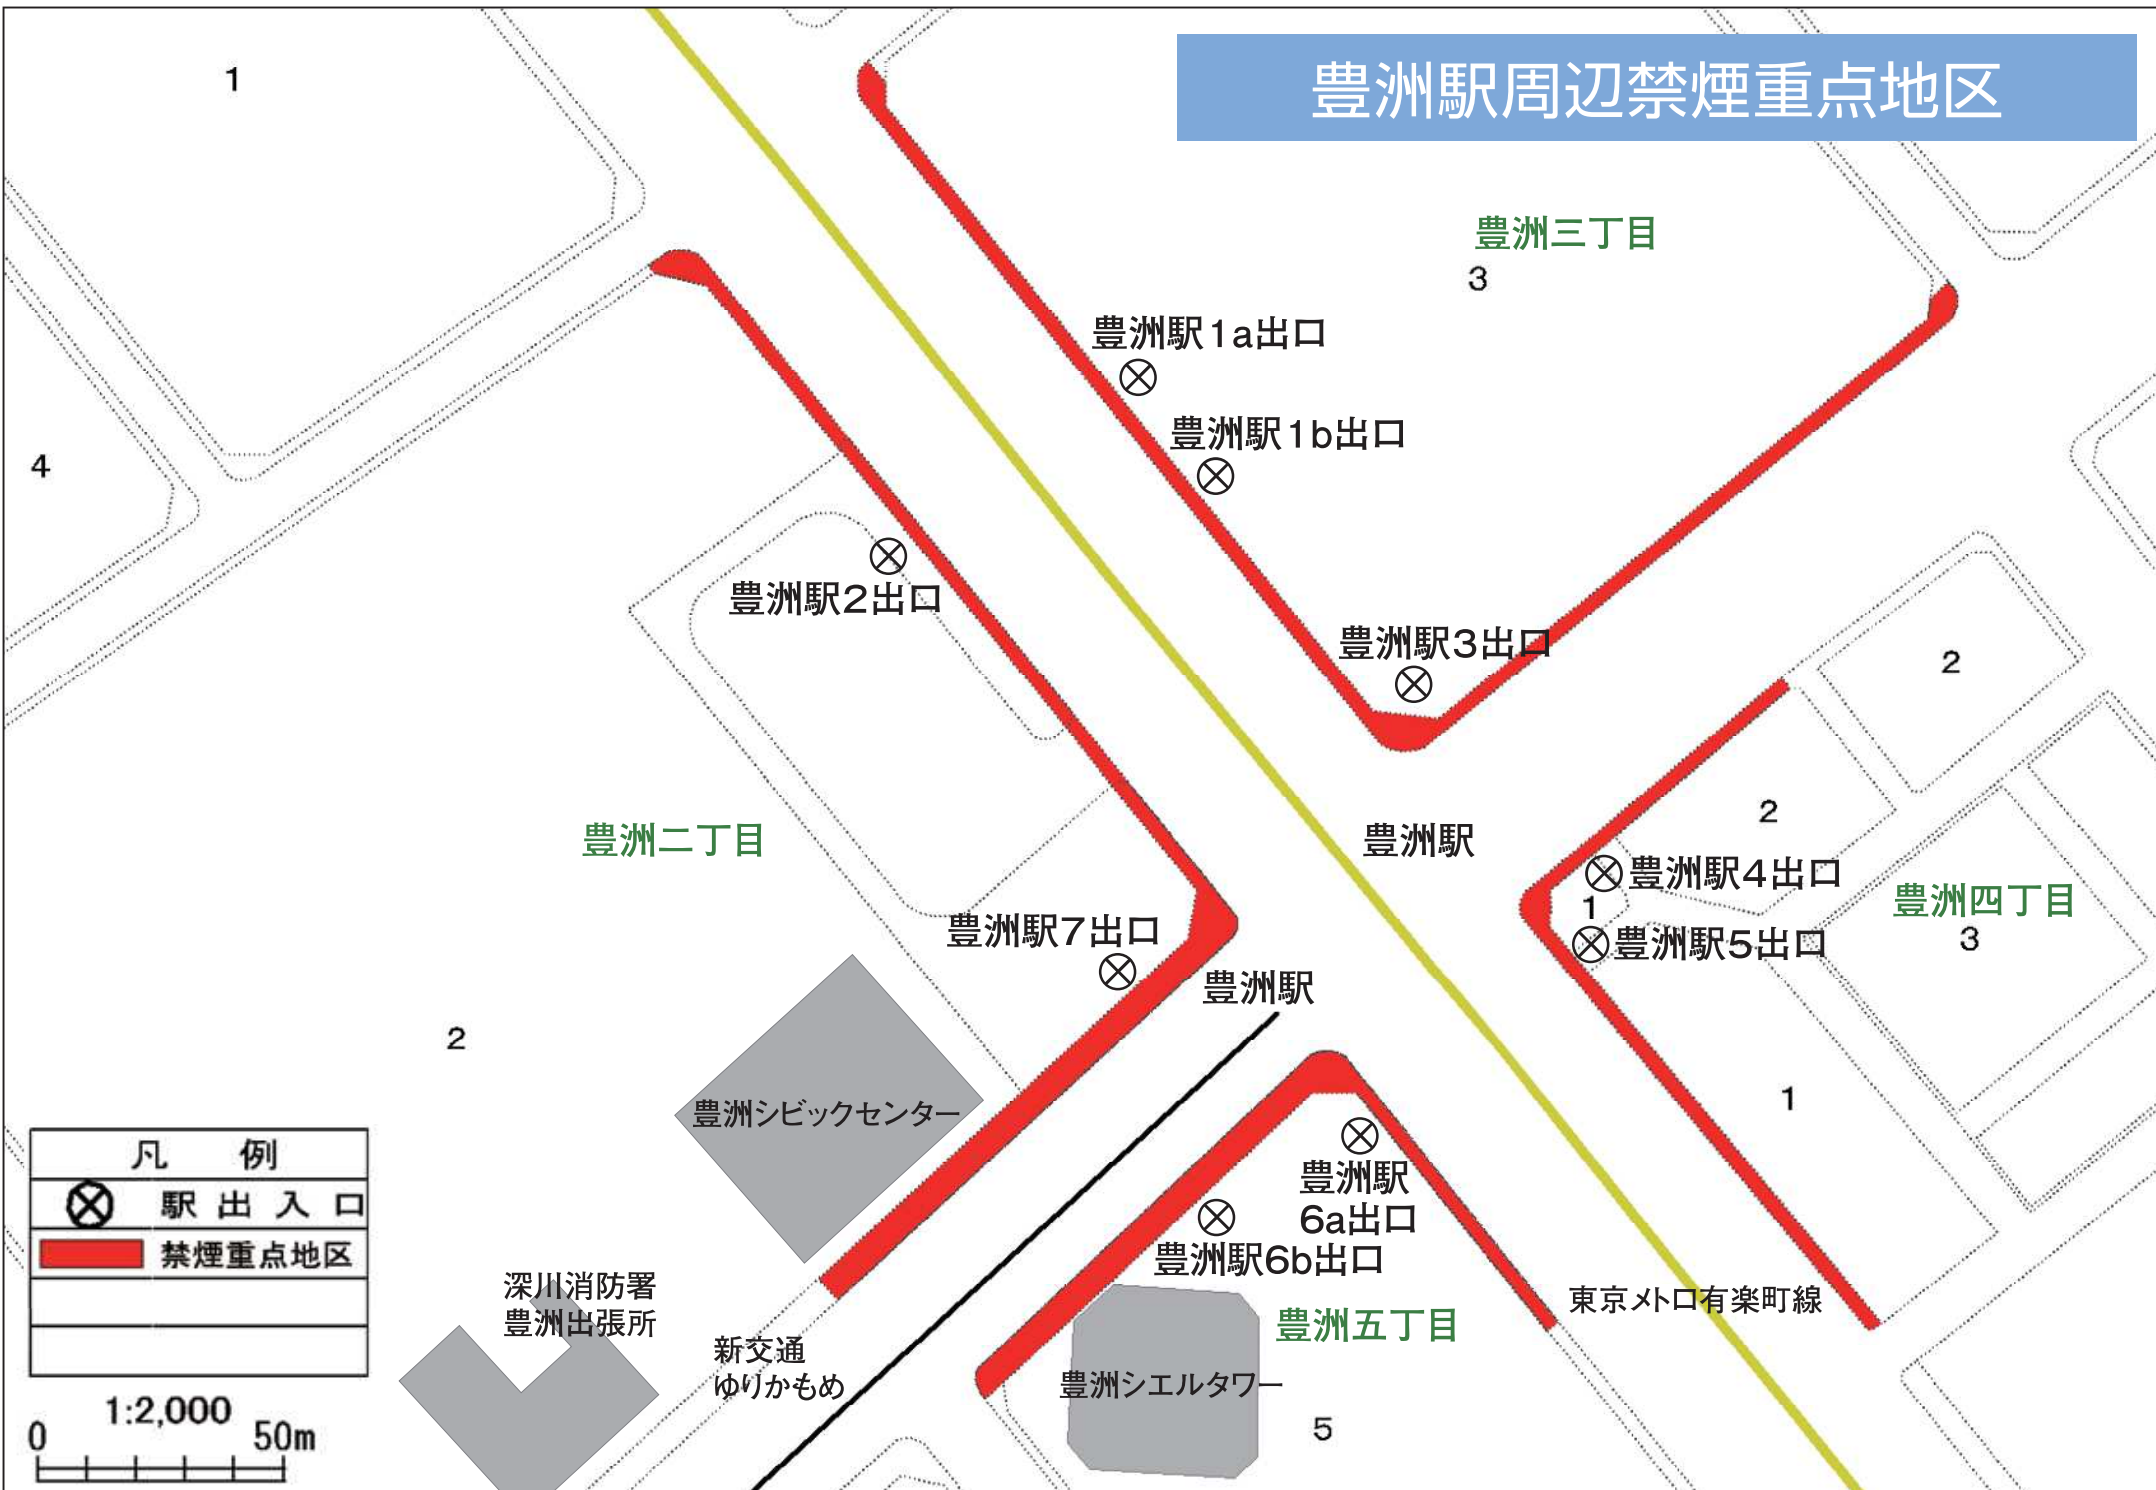 豊洲駅周辺禁煙重点地区
1
豊洲三丁目
3
豊洲駅1a出口
豊洲駅1b出口
4
豊洲駅2出口
豊洲駅3出口
2
豊洲二丁目
豊洲駅
2
豊洲駅4出口
1
豊洲四丁目
3
豊洲駅5出口
豊洲駅7出口
豊洲駅
2
豊洲シビックセンター
1
豊洲駅
6a出口
豊洲駅6b出口
凡 例
駅出入口
禁煙重点地区
深川消防署
豊洲出張所
新交通
ゆりかもめ
豊洲五丁目
東京メトロ有楽町線
豊洲シエルタワー
5
1:2,000
0 50m